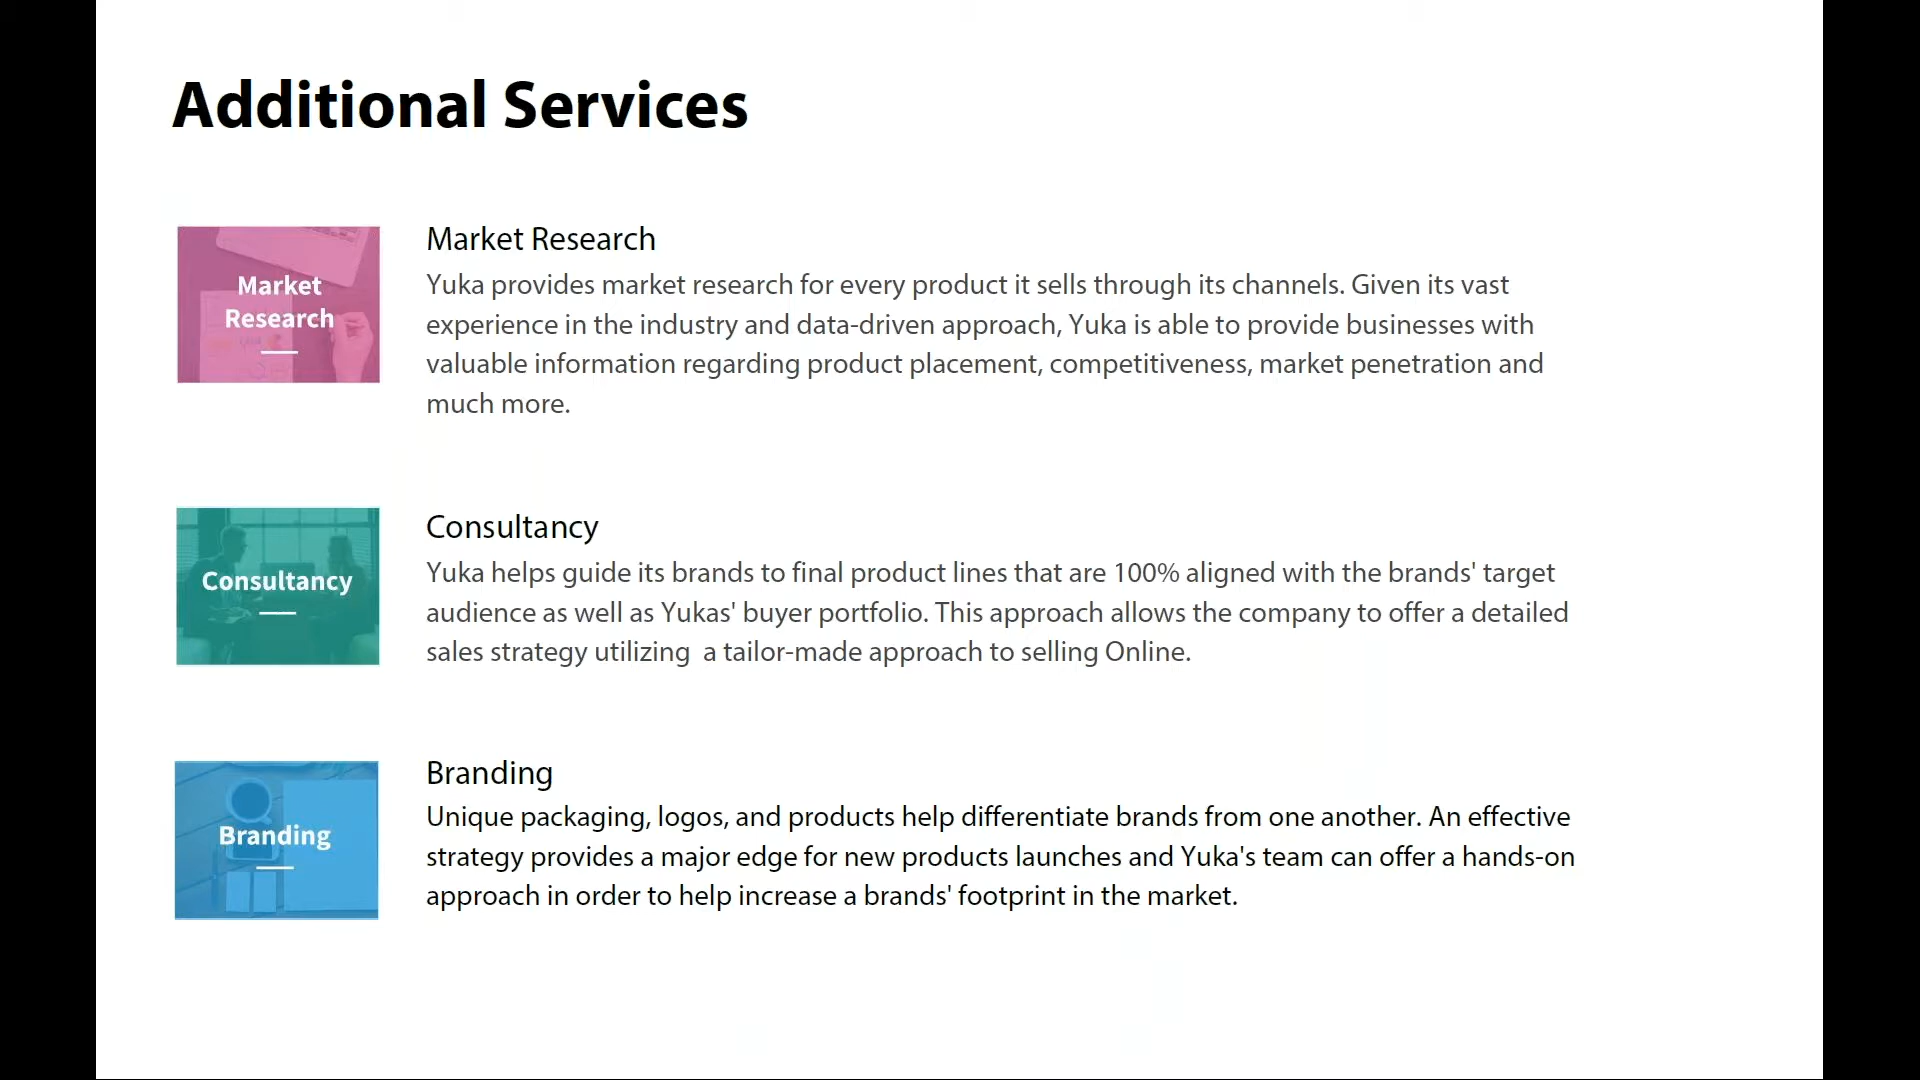 Additional Services
Market
Research
Market Research
Yuka provides market research for every product it sells through its channels. Given its vast
experience in the industry and data-driven approach, Yuka is able to provide businesses with
valuable information regarding product placement, competitiveness, market penetration and
much more.
Consultancy
Consultancy
Yuka helps guide its brands to final product lines that are 100% aligned with the brands' target
audience as well as Yukas' buyer portfolio. This approach allows the company to offer a detailed
sales strategy utilizing  a tailor-made approach to selling Online.
Branding
Branding
Unique packaging, logos, and products help differentiate brands from one another. An effective
strategy provides a major edge for new products launches and Yuka's team can offer a hands-on
approach in order to help increase a brands' footprint in the market.